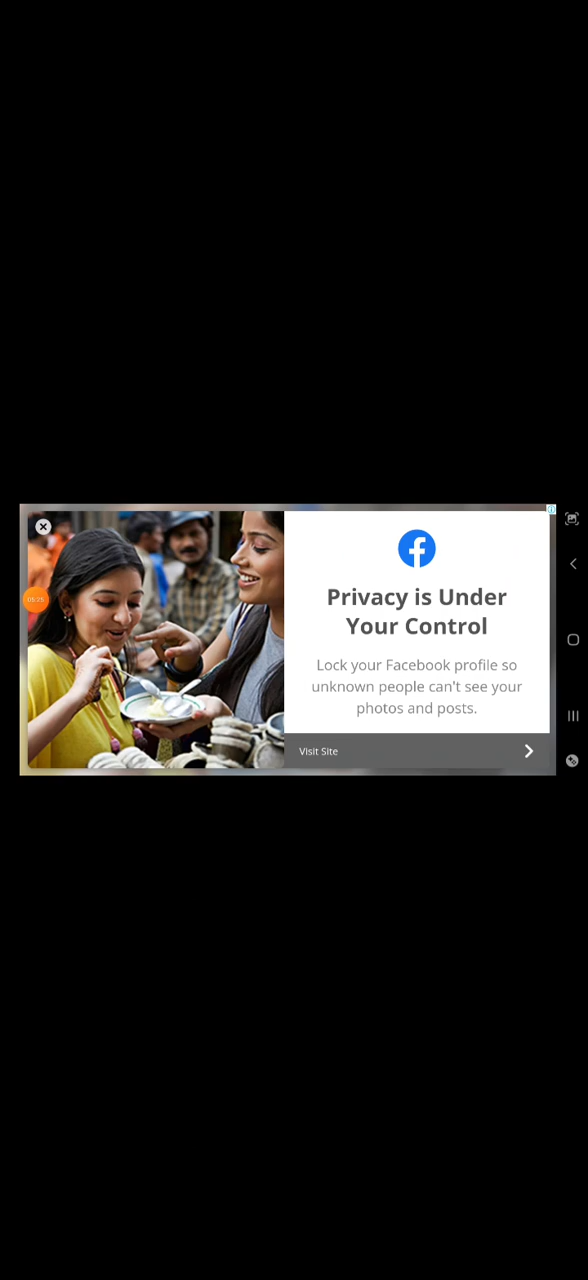 Privacy is Under
Your Control
Lock your Facebook profile so
unknown people can't see your
photos and posts.
Visit Site